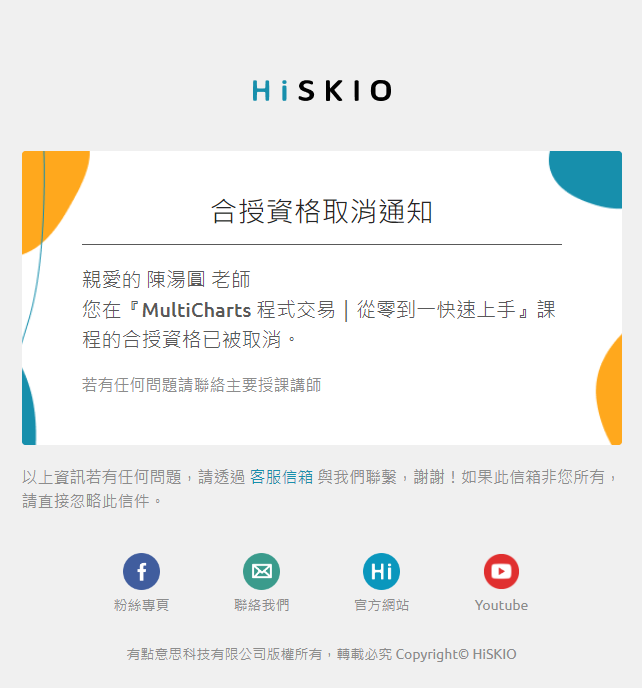 HiSKIO
合授資格取消通知
親愛的 陳湯圓 老師
您在『MultiCharts 程式交易｜從零到一快速上手』課
程的合授資格已被取消。
若有任何問題請聯絡主要授課講師
以上資訊若有任何問題，請透過 客服信箱 與我們聯繫，謝謝！如果此信箱非您所有，
請直接忽略此信件。
f Hi
粉絲專頁 聯絡我們 官方網站 Youtube
有點意思科技有限公司版權所有，轉載必究 Copyright© HiSKIO